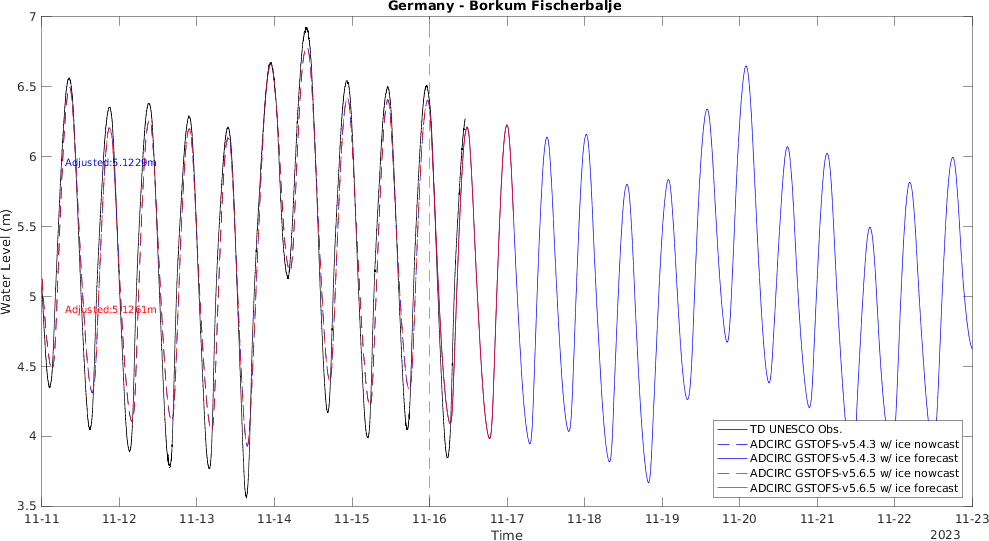 Germany - Borkum Fischerbalje
7
6.5
6
5.5
5
4.5
4
3.5
Water Level (m)
Adjusted:5.1229m
Adjusted:5.1261m
TD UNESCO Obs.
ADCIRC GSTOFS-v5.4.3 w/ ice nowcast
ADCIRC GSTOFS-v5.4.3 w/ ice forecast
ADCIRC GSTOFS-v5.6.5 w/ ice nowcast
ADCIRC GSTOFS-v5.6.5 w/ ice forecast
11-11 11-12 11-13 11-14 11-15 11-16 11-17 11-18 11-19 11-20 11-21 11-22 11-23
Time
2023